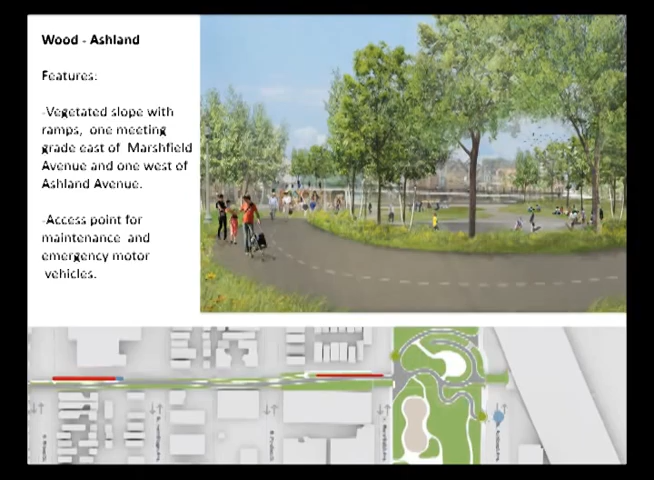 Wood - Ashland
Features:
-Vegetated slope with
ramps, one meeting
grade east of Marshfield
Avenue and one west of
Ashland Avenue.
-Access point for
maintenance and
emergency motor
vehicles.